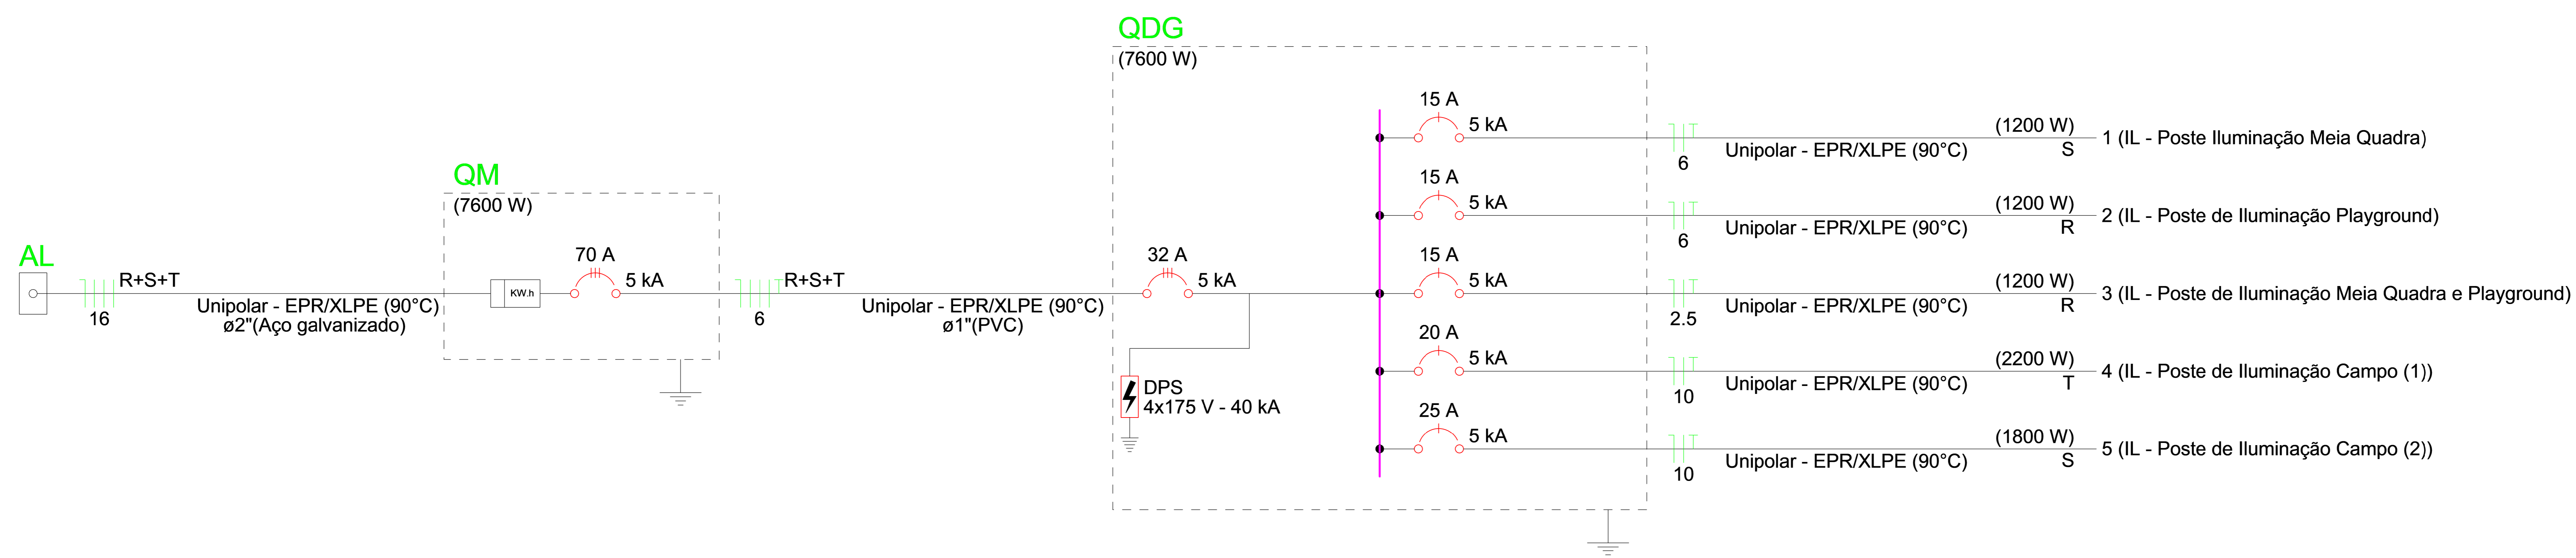 AL
16
R+S+T
Unipolar - EPR/XLPE (90°C)
ø2"(Aço galvanizado)
QM
(7600 W)
KW.h
70 A
5 kA
6
R+S+T
Unipolar - EPR/XLPE (90°C)
ø1"(PVC)
QDG
(7600 W)
32 A
5 kA
DPS
4x175 V - 40 kA
15 A
5 kA
6
Unipolar - EPR/XLPE (90°C)
(1200 W)
S
1 (IL - Poste Iluminação Meia Quadra)
15 A
5 kA
6
Unipolar - EPR/XLPE (90°C)
(1200 W)
R
2 (IL - Poste de Iluminação Playground)
15 A
5 kA
2.5
Unipolar - EPR/XLPE (90°C)
(1200 W)
R
3 (IL - Poste de Iluminação Meia Quadra e Playground)
20 A
5 kA
10
Unipolar - EPR/XLPE (90°C)
(2200 W)
T
4 (IL - Poste de Iluminação Campo (1))
25 A
5 kA
10
Unipolar - EPR/XLPE (90°C)
(1800 W)
S
5 (IL - Poste de Iluminação Campo (2))